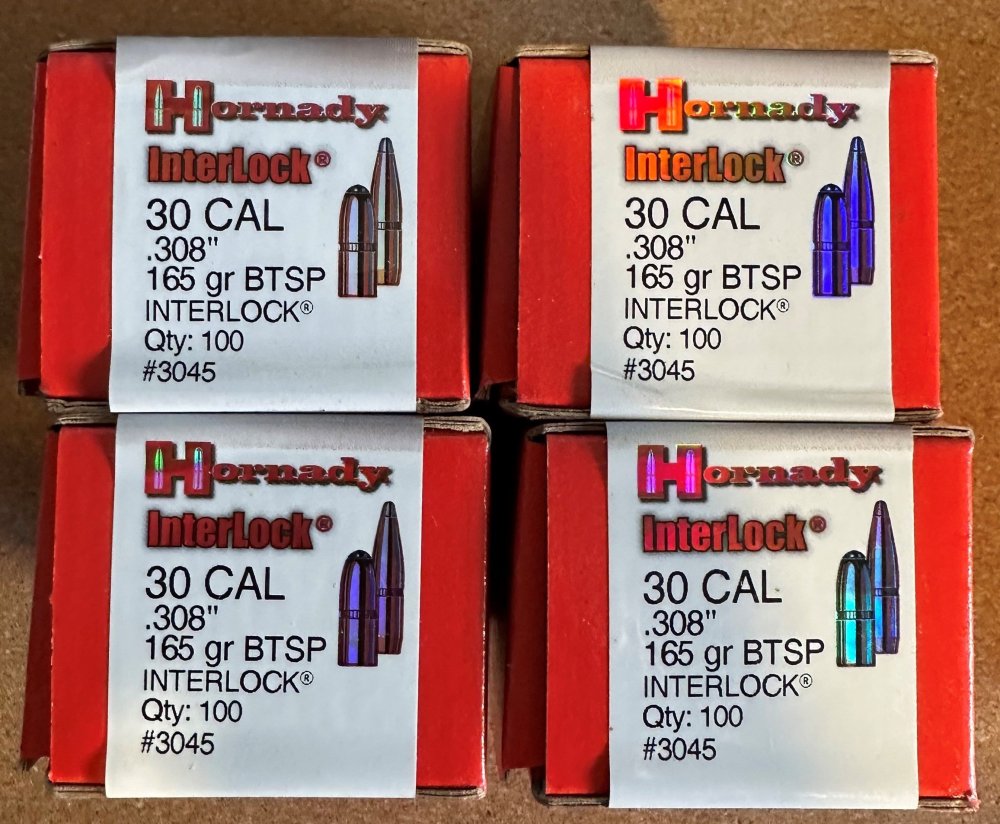 Hornady
InterLock®
30 CAL
.308"
165 gr BTSP
INTERLOCK®
Qty: 100
#3045
Hornady
InterLock®
30 CAL
.308"
165 gr BTSP
INTERLOCK®
Qty: 100
#3045
Hornady
InterLock®
30 CAL
.308"
165 gr BTSP
INTERLOCK®
Qty: 100
#3045
Hornady
InterLock®
30 CAL
.308"
165 gr BTSP
INTERLOCK®
Qty: 100
#3045